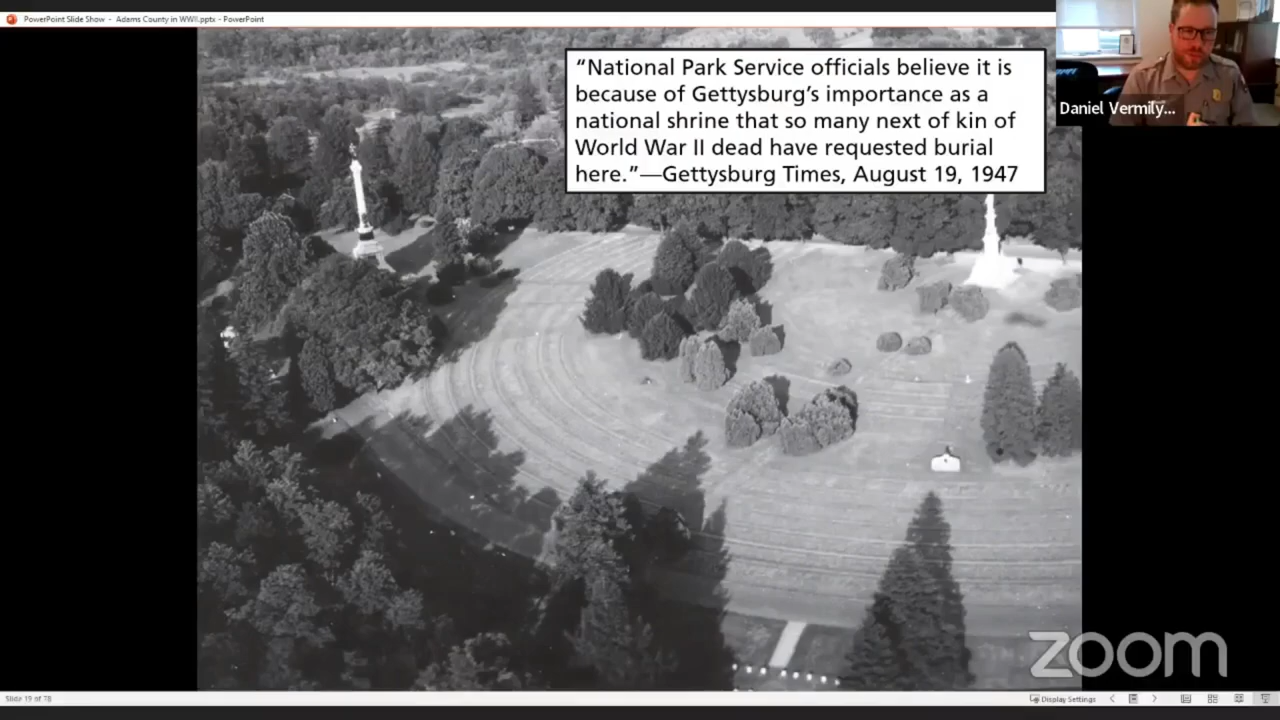 PowerPoint Slide Show - Adams County in WWII.pptx - PowerPoint
“National Park Service officials believe it is
because of Gettysburg’s importance as a
national shrine that so many next of kin of
World War II dead have requested burial
here.”—Gettysburg Times, August 19, 1947
Daniel Vermily...
zoom
Slide 19 of 78
Display Settings